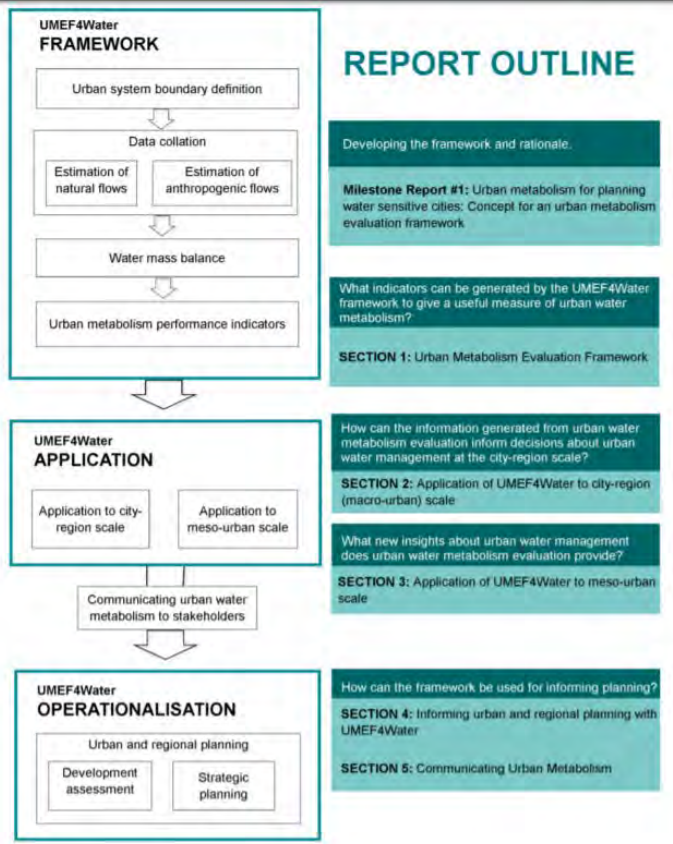 UMEF4Water
FRAMEWORK
Urban system boundary definition
Data collation
Estimation of
natural flows
Estimation of
anthropogenic flows
Water mass balance
Urban metabolism performance indicators
UMEF4Water
APPLICATION
Application to city-
region scale
Application to
meso-urban scale
Communicating urban water
metabolism to stakeholders
UMEF4Water
OPERATIONALISATION
Urban and regional planning
Development
assessment
Strategic
planning
REPORT OUTLINE
Developing the framework and rationale.
Milestone Report #1: Urban metabolism for planning
water sensitive cities: Concept for an urban metabolism
evaluation framework
What indicators can be generated by the UMEF4Water
framework to give a useful measure of urban water
metabolism?
SECTION 1: Urban Metabolism Evaluation Framework
How can the information generated from urban water
metabolism evaluation inform decisions about urban
water management at the city-region scale?
SECTION 2: Application of UMEF4Water to city-region
(macro-urban) scale
What new insights about urban water management
does urban water metabolism evaluation provide?
SECTION 3: Application of UMEF4Water to meso-urban
scale
How can the framework be used for informing planning?
SECTION 4: Informing urban and regional planning with
UMEF4Water
SECTION 5: Communicating Urban Metabolism